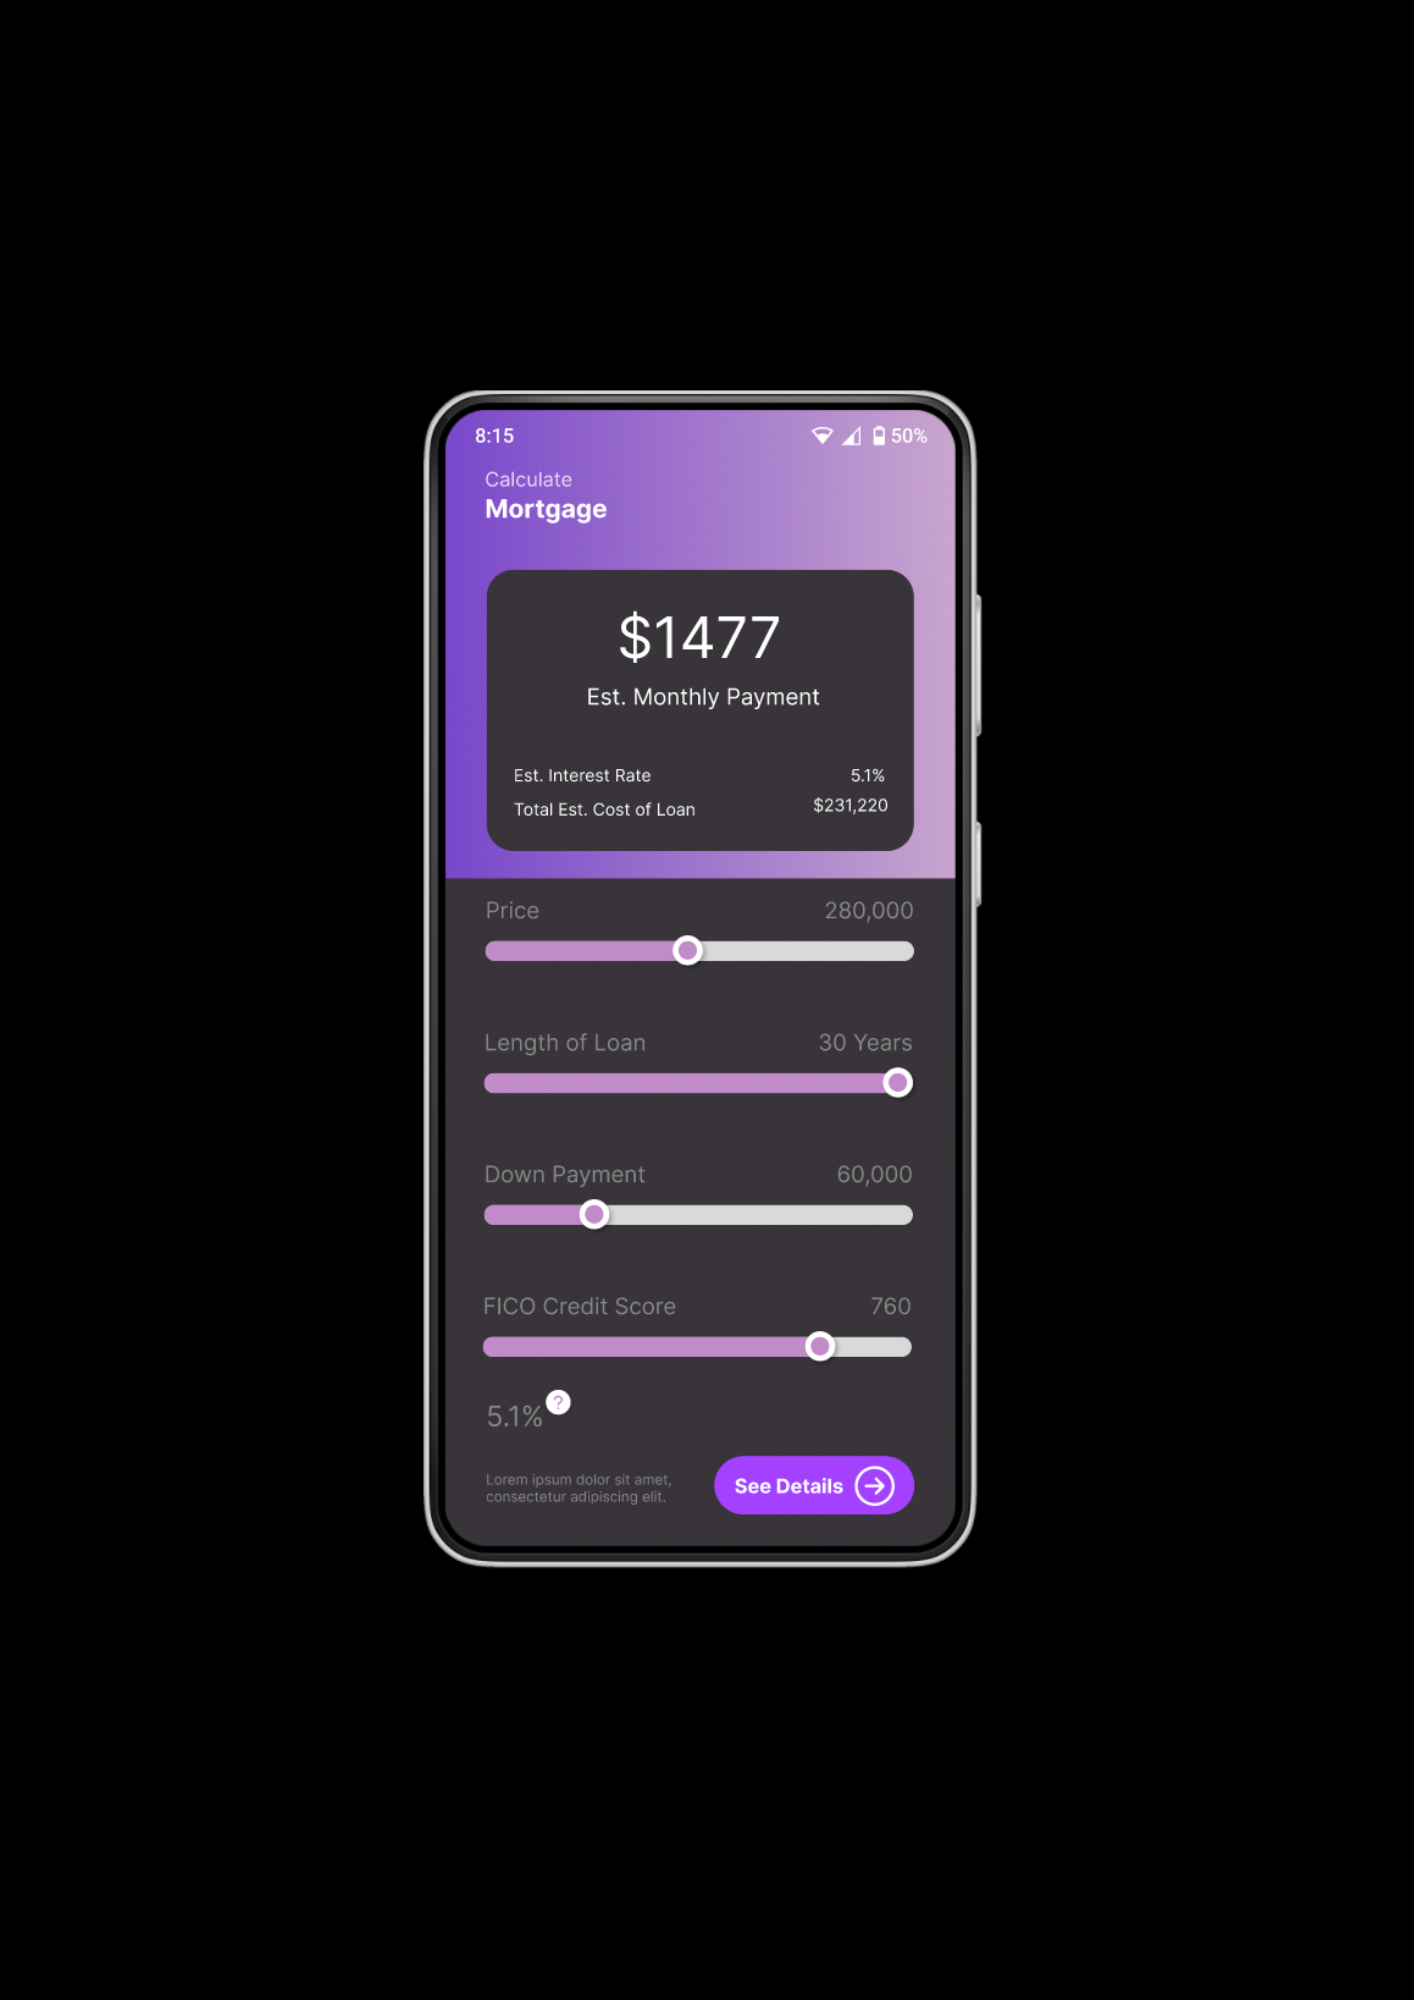 8:15 50%
Calculate
Mortgage
$1477
Est. Monthly Payment
Est. Interest Rate 5.1%
Total Est. Cost of Loan $231,220
Price 280,000
Length of Loan 30 Years
Down Payment 60,000
FICO Credit Score 760
5.1% ?
Lorem ipsum dolor sit amet,
consectetur adipiscing elit.
See Details